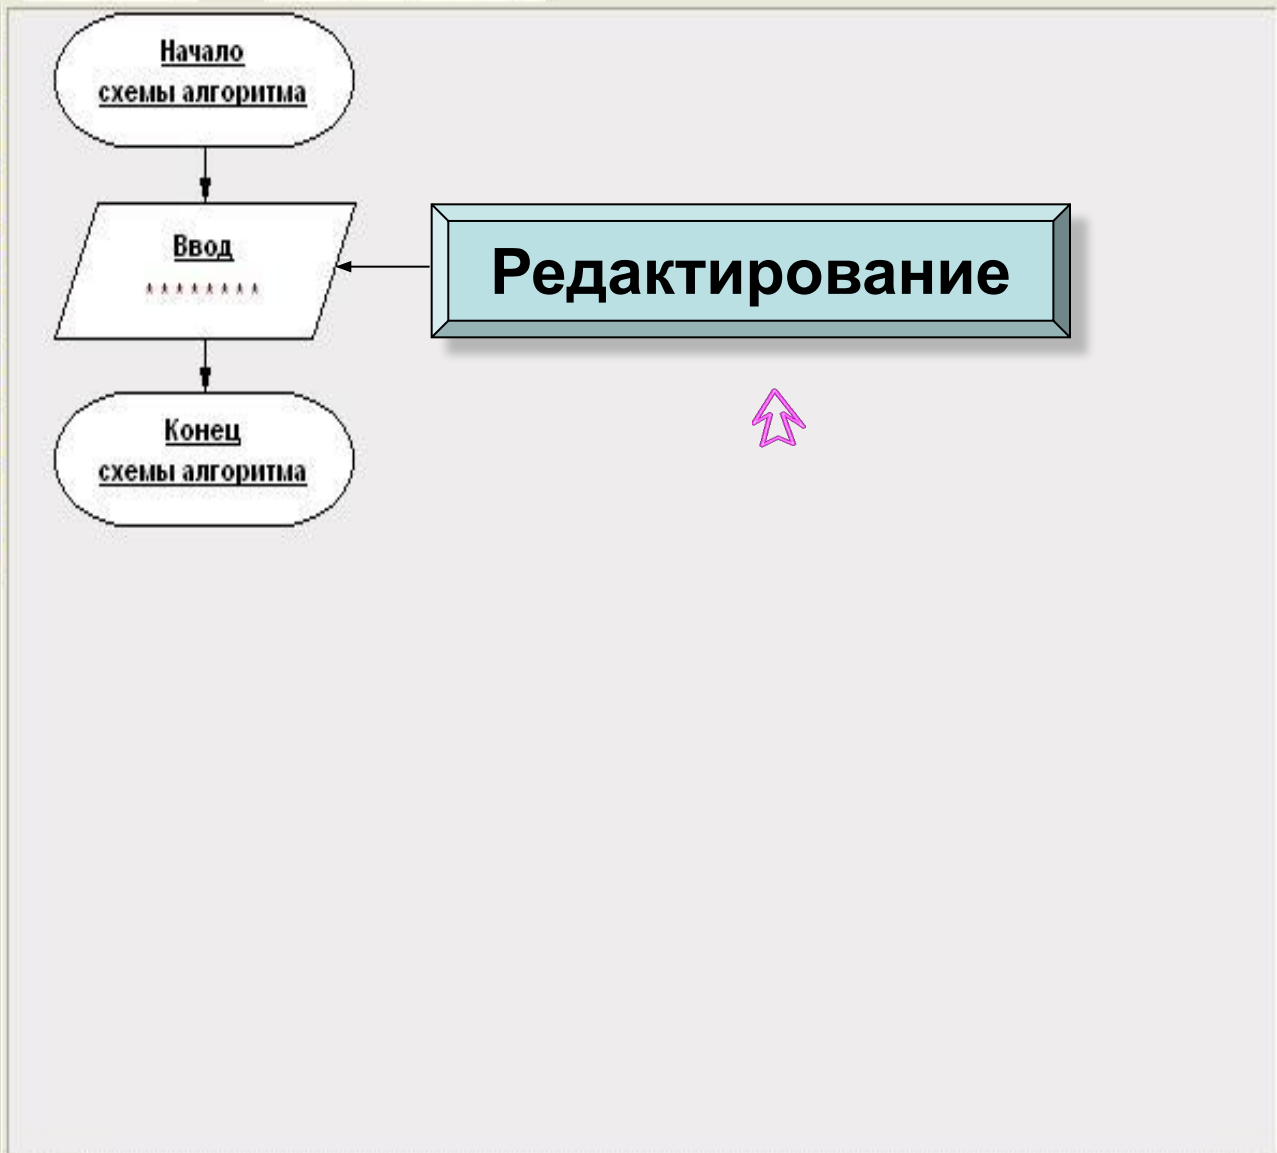 Начало
схемы алгоритма
Ввод
********
Редактирование
Конец
схемы алгоритма